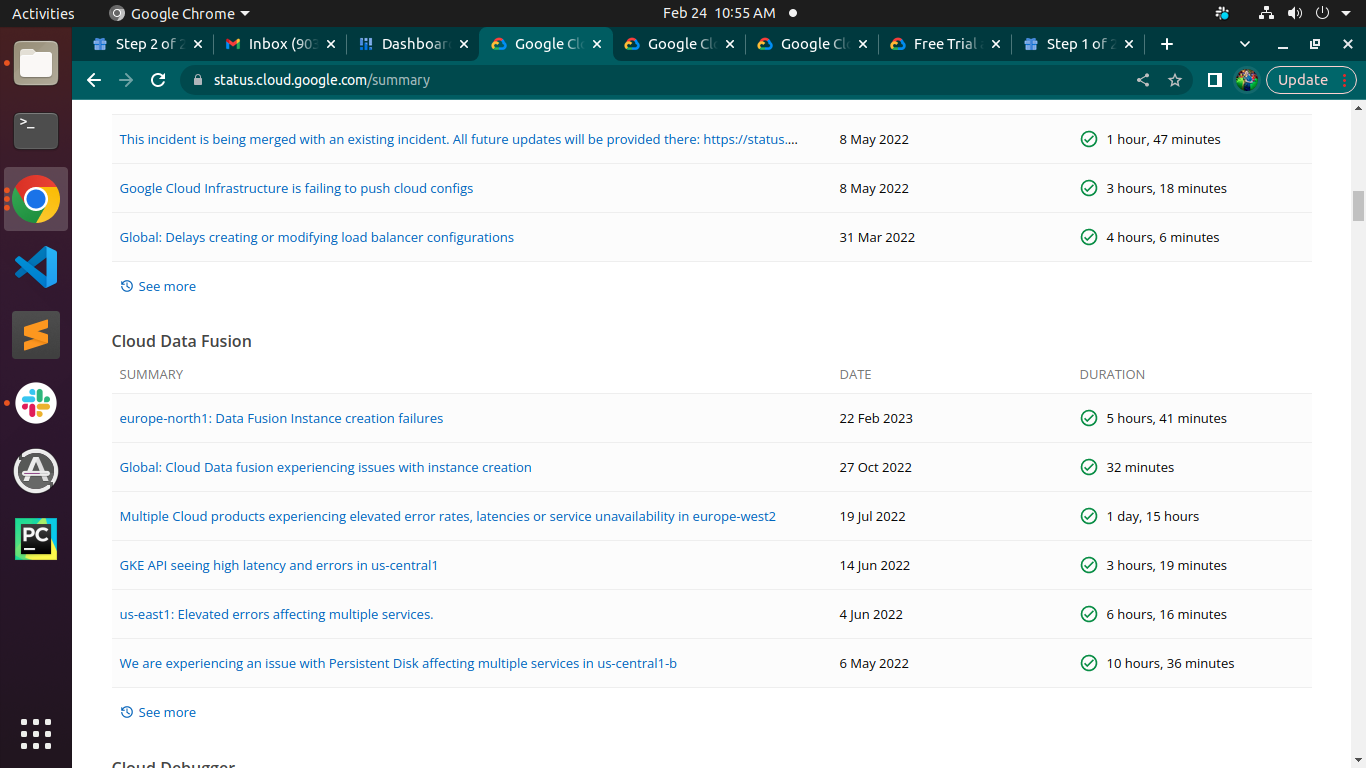 Activities Google Chrome Feb 24 10:55 AM
Step 2 of 2 Inbox (903 Dashboar Google Clo Google Clo Google Clo Free Trial Step 1 of 2
status.cloud.google.com/summary Update
This incident is being merged with an existing incident. All future updates will be provided there: https://status.... 8 May 2022 1 hour, 47 minutes
Google Cloud Infrastructure is failing to push cloud configs 8 May 2022 3 hours, 18 minutes
Global: Delays creating or modifying load balancer configurations 31 Mar 2022 4 hours, 6 minutes
See more
Cloud Data Fusion
SUMMARY DATE DURATION
europe-north1: Data Fusion Instance creation failures 22 Feb 2023 5 hours, 41 minutes
Global: Cloud Data fusion experiencing issues with instance creation 27 Oct 2022 32 minutes
Multiple Cloud products experiencing elevated error rates, latencies or service unavailability in europe-west2 19 Jul 2022 1 day, 15 hours
GKE API seeing high latency and errors in us-central1 14 Jun 2022 3 hours, 19 minutes
us-east1: Elevated errors affecting multiple services. 4 Jun 2022 6 hours, 16 minutes
PC
We are experiencing an issue with Persistent Disk affecting multiple services in us-central1-b 6 May 2022 10 hours, 36 minutes
See more
Cloud Debugger